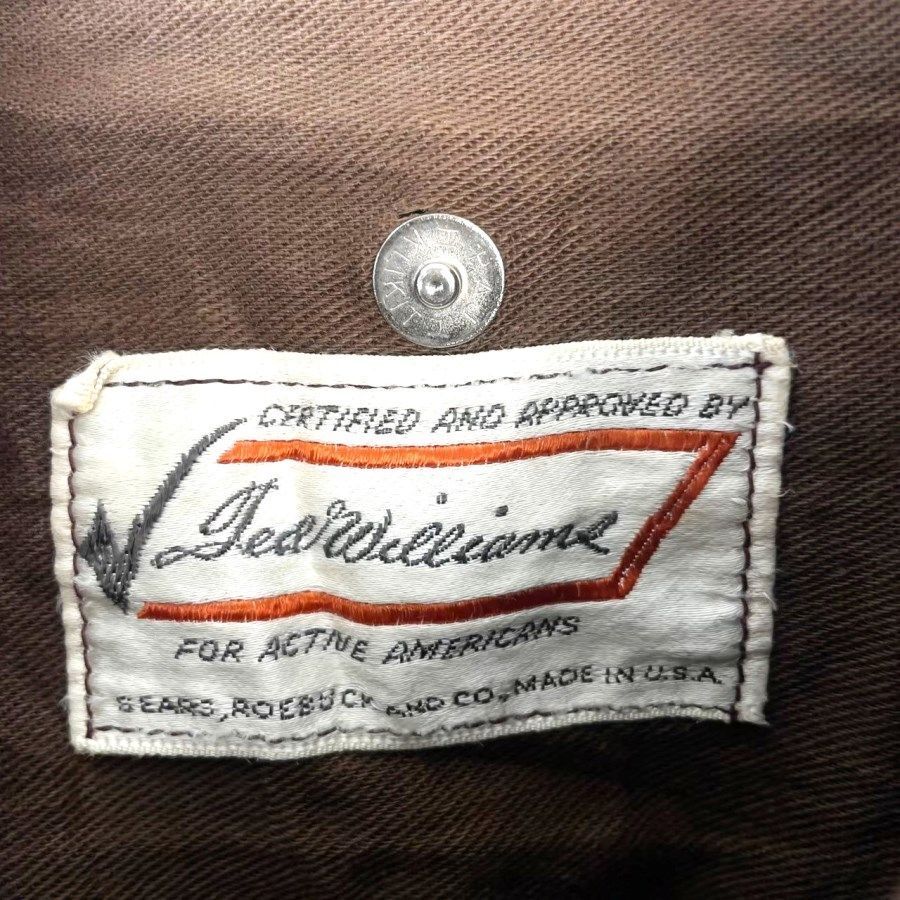 CERTIFIED AND APPROVED BY
Ted Williams
FOR ACTIVE AMERICANS
SEARS, ROEBUCK AND CO., MADE IN U.S.A.